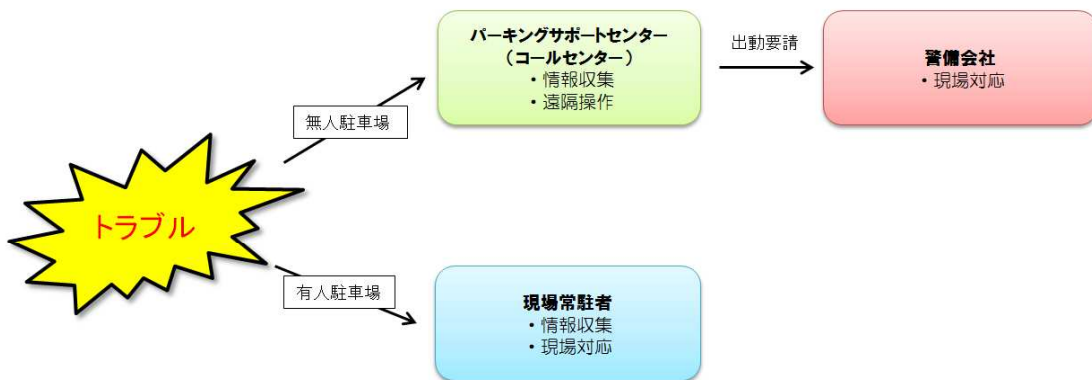 パーキングサポートセンター
（コールセンター）
・情報収集
・遠隔操作
出動要請
警備会社
・現場対応
無人駐車場
トラブル
有人駐車場
現場常駐者
・情報収集
・現場対応